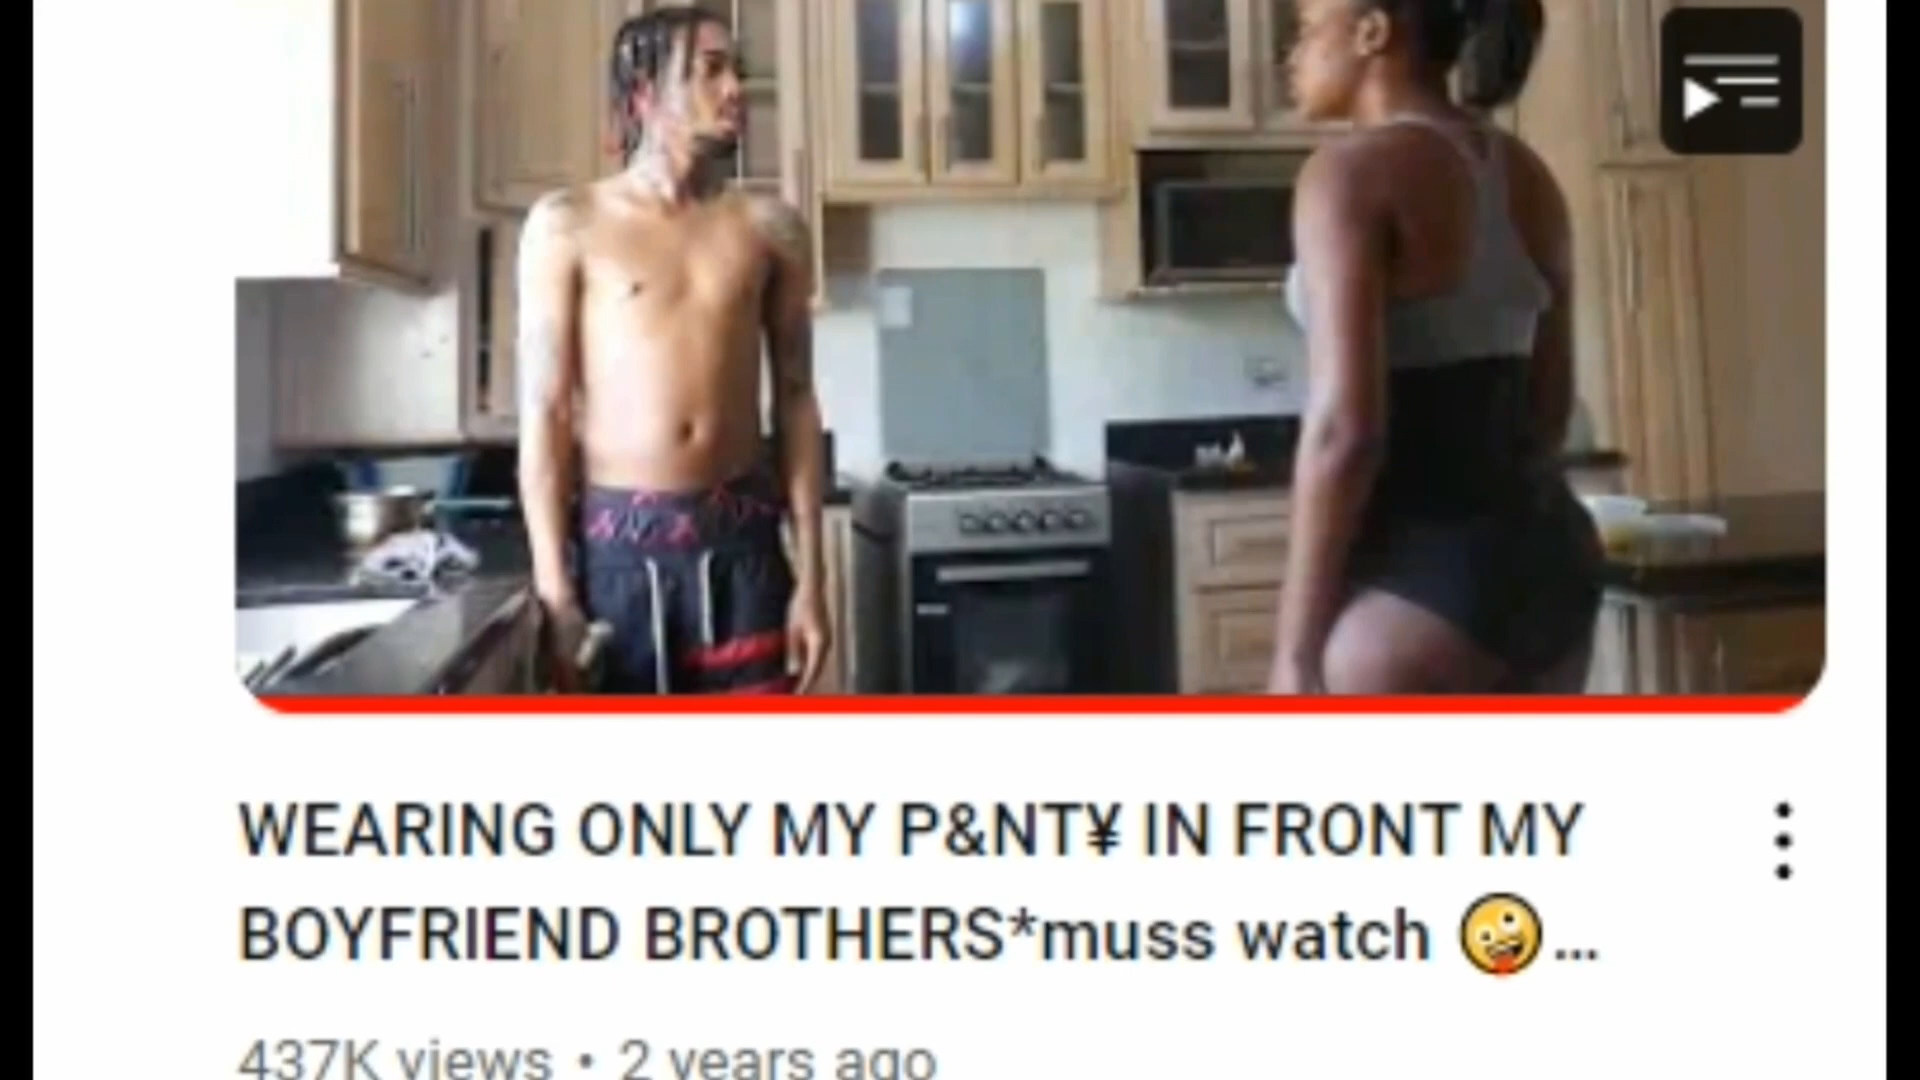 WEARING ONLY MY P&NT¥ IN FRONT MY
BOYFRIEND BROTHERS*muss watch 🤪...
437K views • 2 years ago